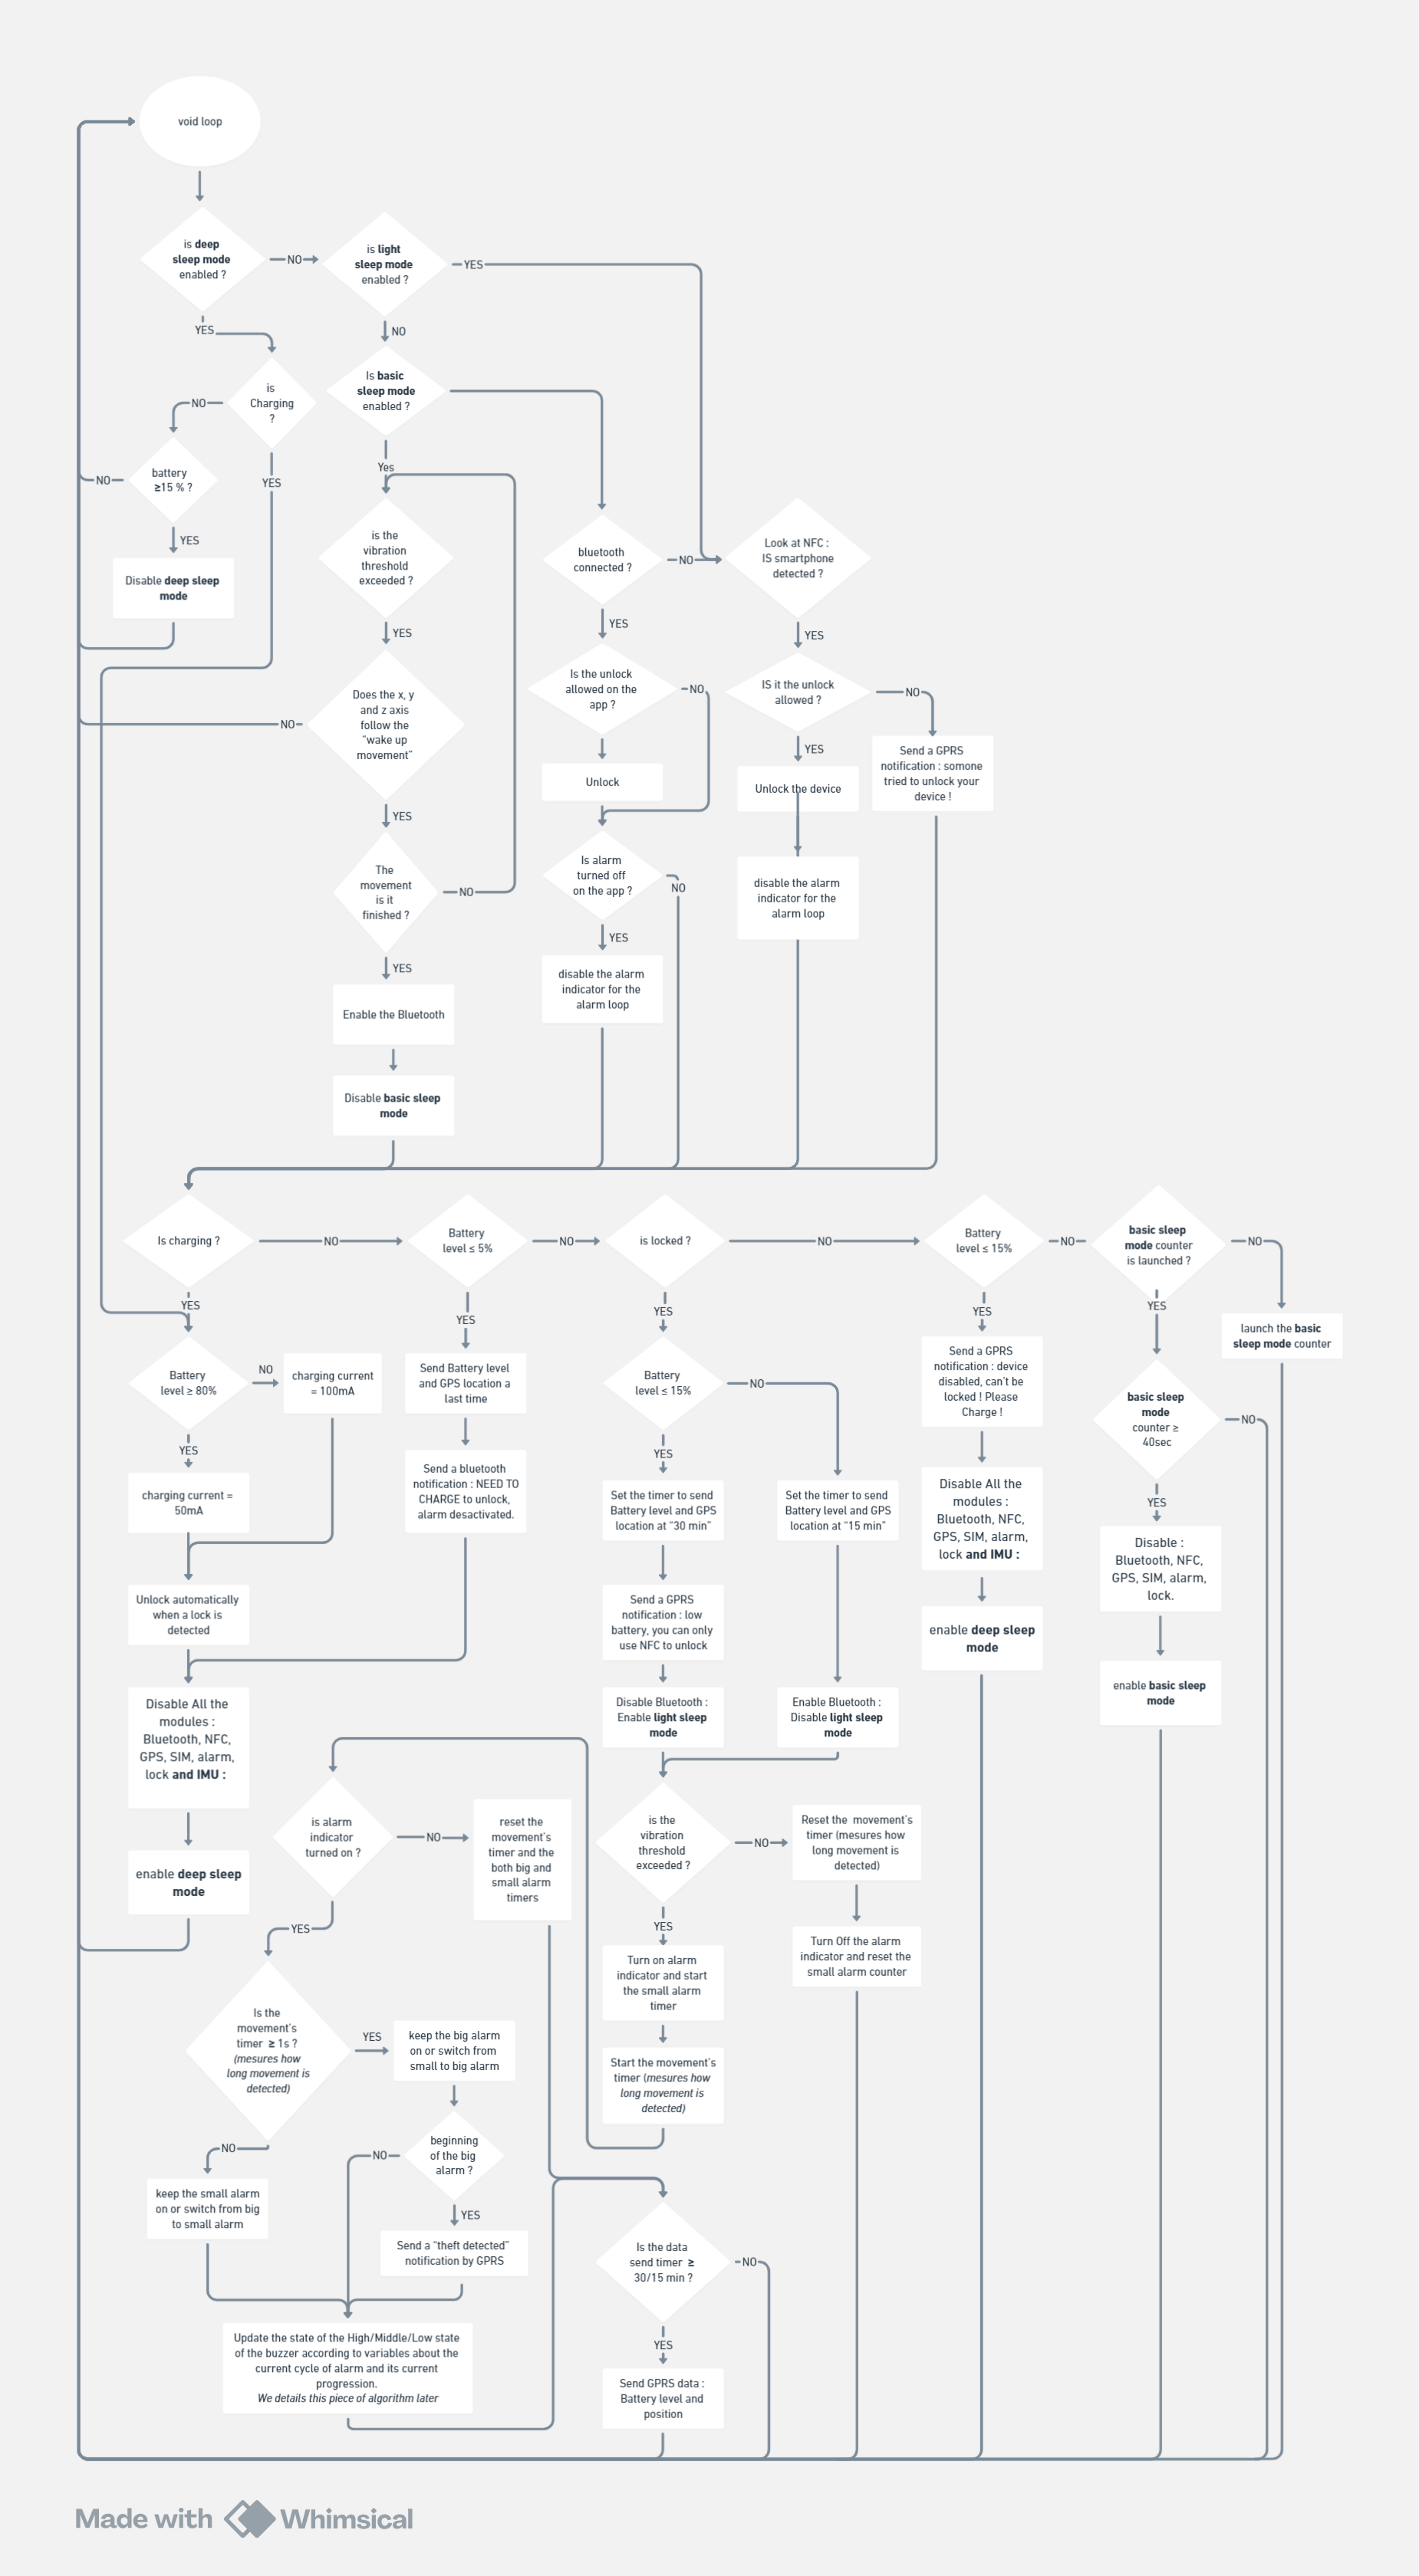 void loop
is deep
sleep mode
enabled ?
NO
is light
sleep mode
enabled ?
YES
YES
NO
is
Charging
?
NO
YES
battery
≥15 % ?
NO
YES
Disable deep sleep
mode
Is basic
sleep mode
enabled ?
Yes
is the
vibration
threshold
exceeded ?
YES
Does the x, y
and z axis
follow the
"wake up
movement"
NO
YES
The
movement
is it
finished ?
NO
YES
Enable the Bluetooth
Disable basic sleep
mode
bluetooth
connected ?
NO
YES
Is the unlock
allowed on the
app ?
NO
Unlock
Is alarm
turned off
on the app ?
NO
YES
disable the alarm
indicator for the
alarm loop
Look at NFC :
IS smartphone
detected ?
YES
IS it the unlock
allowed ?
NO
YES
Unlock the device
disable the alarm
indicator for the
alarm loop
Send a GPRS
notification : somone
tried to unlock your
device !
Is charging ?
NO
YES
Battery
level ≤ 5%
NO
YES
is locked ?
NO
YES
Battery
level ≤ 15%
NO
YES
basic sleep
mode counter
is launched ?
NO
YES
launch the basic
sleep mode counter
Battery
level ≥ 80%
NO
charging current
= 100mA
YES
charging current =
50mA
Unlock automatically
when a lock is
detected
Disable All the
modules :
Bluetooth, NFC,
GPS, SIM, alarm,
lock and IMU :
enable deep sleep
mode
Send Battery level
and GPS location a
last time
Send a bluetooth
notification : NEED TO
CHARGE to unlock,
alarm desactivated.
Battery
level ≤ 15%
NO
YES
Set the timer to send
Battery level and GPS
location at "30 min"
Send a GPRS
notification : low
battery, you can only
use NFC to unlock
Disable Bluetooth :
Enable light sleep
mode
Set the timer to send
Battery level and GPS
location at "15 min"
Enable Bluetooth :
Disable light sleep
mode
Send a GPRS
notification : device
disabled, can't be
locked ! Please
Charge !
Disable All the
modules :
Bluetooth, NFC,
GPS, SIM, alarm,
lock and IMU :
enable deep sleep
mode
basic sleep
mode
counter ≥
40sec
NO
YES
Disable :
Bluetooth, NFC,
GPS, SIM, alarm,
lock.
enable basic sleep
mode
is alarm
indicator
turned on ?
NO
reset the
movement's
timer and the
both big and
small alarm
timers
YES
is the
vibration
threshold
exceeded ?
NO
Reset the movement's
timer (mesures how
long movement is
detected)
YES
Turn Off the alarm
indicator and reset the
small alarm counter
Turn on alarm
indicator and start
the small alarm
timer
Start the movement's
timer (mesures how
long movement is
detected)
Is the
movement's
timer ≥ 1s ?
(mesures how
long movement is
detected)
YES
keep the big alarm
on or switch from
small to big alarm
NO
beginning
of the big
alarm ?
NO
YES
keep the small alarm
on or switch from big
to small alarm
Send a "theft detected"
notification by GPRS
Update the state of the High/Middle/Low state
of the buzzer according to variables about the
current cycle of alarm and its current
progression.
We details this piece of algorithm later
Is the data
send timer ≥
30/15 min ?
NO
YES
Send GPRS data :
Battery level and
position
Made with Whimsical